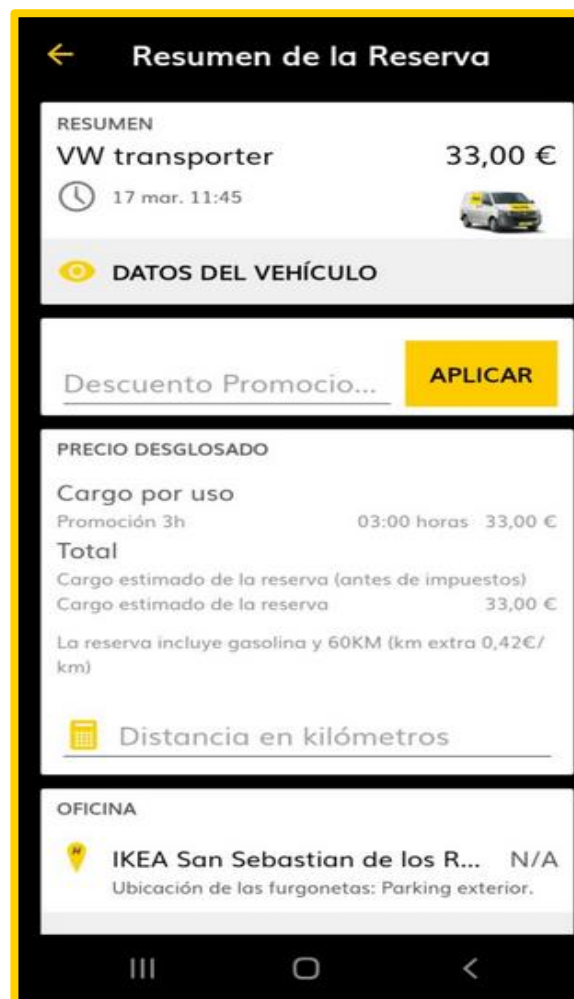 Resumen de la Reserva
RESUMEN
VW transporter 33,00 €
17 mar. 11:45
DATOS DEL VEHÍCULO
Descuento Promocio... APLICAR
PRECIO DESGLOSADO
Cargo por uso
Promoción 3h 03:00 horas 33,00 €
Total
Cargo estimado de la reserva (antes de impuestos)
Cargo estimado de la reserva 33,00 €
La reserva incluye gasolina y 60KM (km extra 0,42€/
km)
Distancia en kilómetros
OFICINA
IKEA San Sebastian de los R... N/A
Ubicación de las furgonetas: Parking exterior.